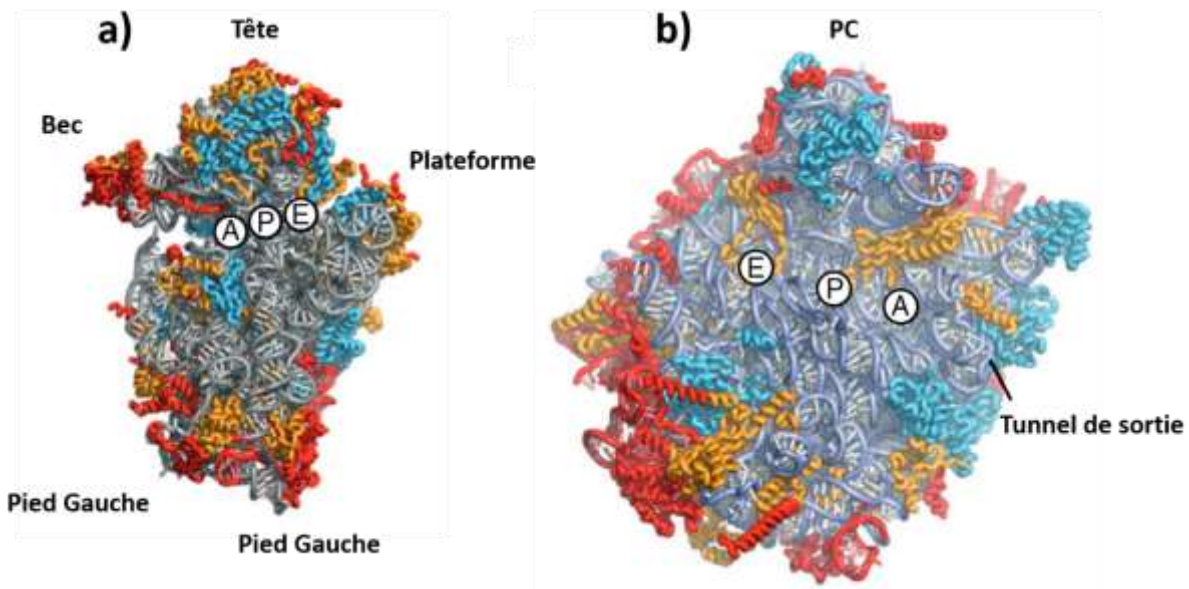 a)
Tête
Bec
Plateforme
A
P
E
Pied Gauche
Pied Gauche
b)
PC
E
P
A
Tunnel de sortie